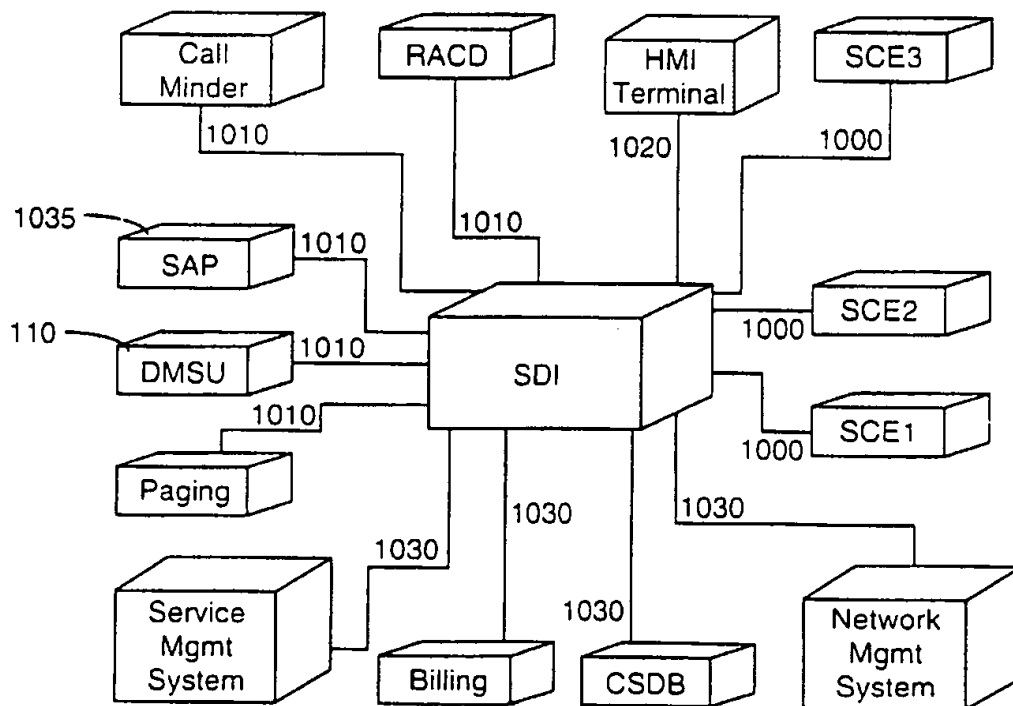 Call
Minder
RACD
HMI
Terminal
SCE3
1010
1020
1000
1035
SAP
1010
1010
110
DMSU
1010
SDI
1000
SCE2
1010
Paging
1000
SCE1
1030
1030
1030
1030
Service
Mgmt
System
Billing
CSDB
Network
Mgmt
System